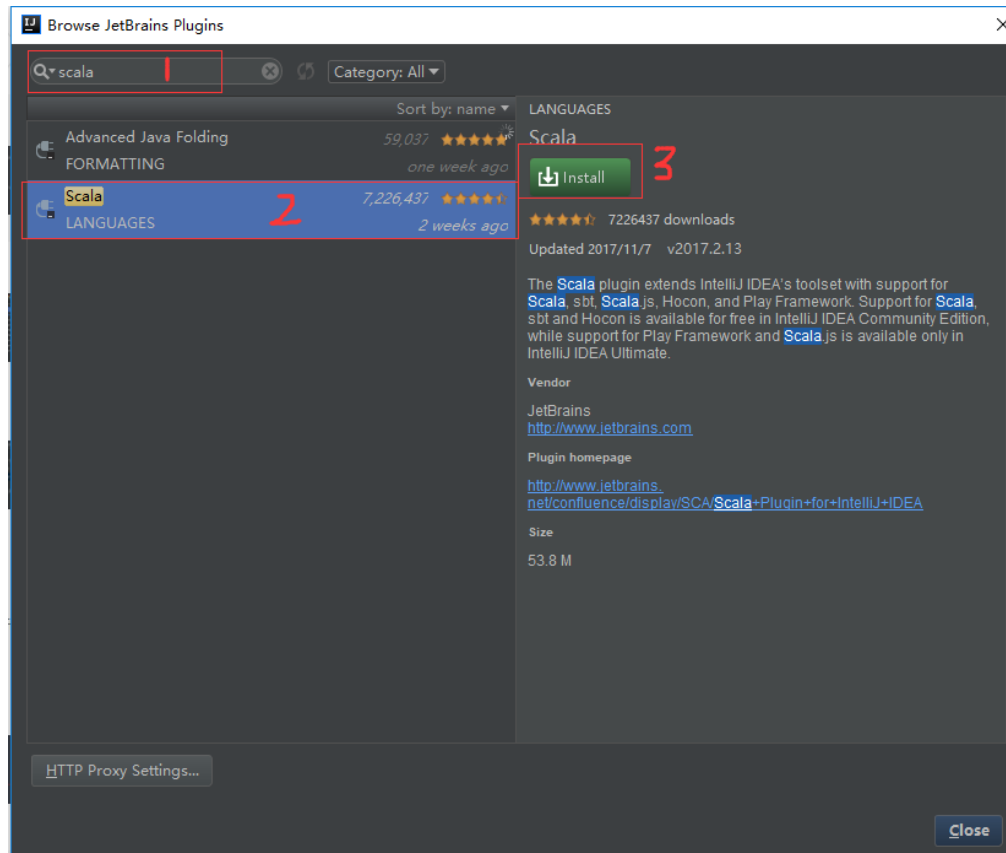 Browse JetBrains Plugins
scala
1
Category: All
Sort by: name
Advanced Java Folding
59,037
FORMATTING
one week ago
Scala
7,226,437
LANGUAGES
2 weeks ago
2
LANGUAGES
Scala
Install
3
7226437 downloads
Updated 2017/11/7 v2017.2.13
The Scala plugin extends IntelliJ IDEA's toolset with support for
Scala, sbt, Scala.js, Hocon, and Play Framework. Support for Scala,
sbt and Hocon is available for free in IntelliJ IDEA Community Edition,
while support for Play Framework and Scala.js is available only in
IntelliJ IDEA Ultimate.
Vendor
JetBrains
http://www.jetbrains.com
Plugin homepage
http://www.jetbrains.
net/confluence/display/SCA/Scala+Plugin+for+IntelliJ+IDEA
Size
53.8 M
HTTP Proxy Settings...
Close